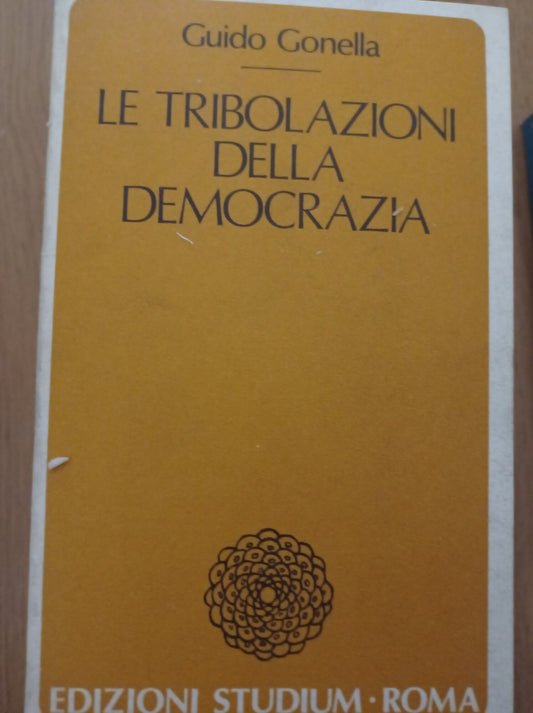 Guido Gonella
LE TRIBOLAZIONI
DELLA
DEMOCRAZIA
EDIZIONI STUDIUM · ROMA